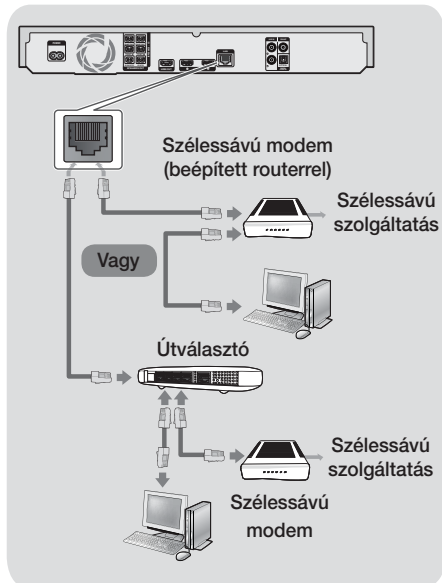 Szélessávú modem
(beépített routerrel)
Szélessávú
szolgáltatás
Vagy
Útválasztó
Szélessávú
szolgáltatás
Szélessávú
modem